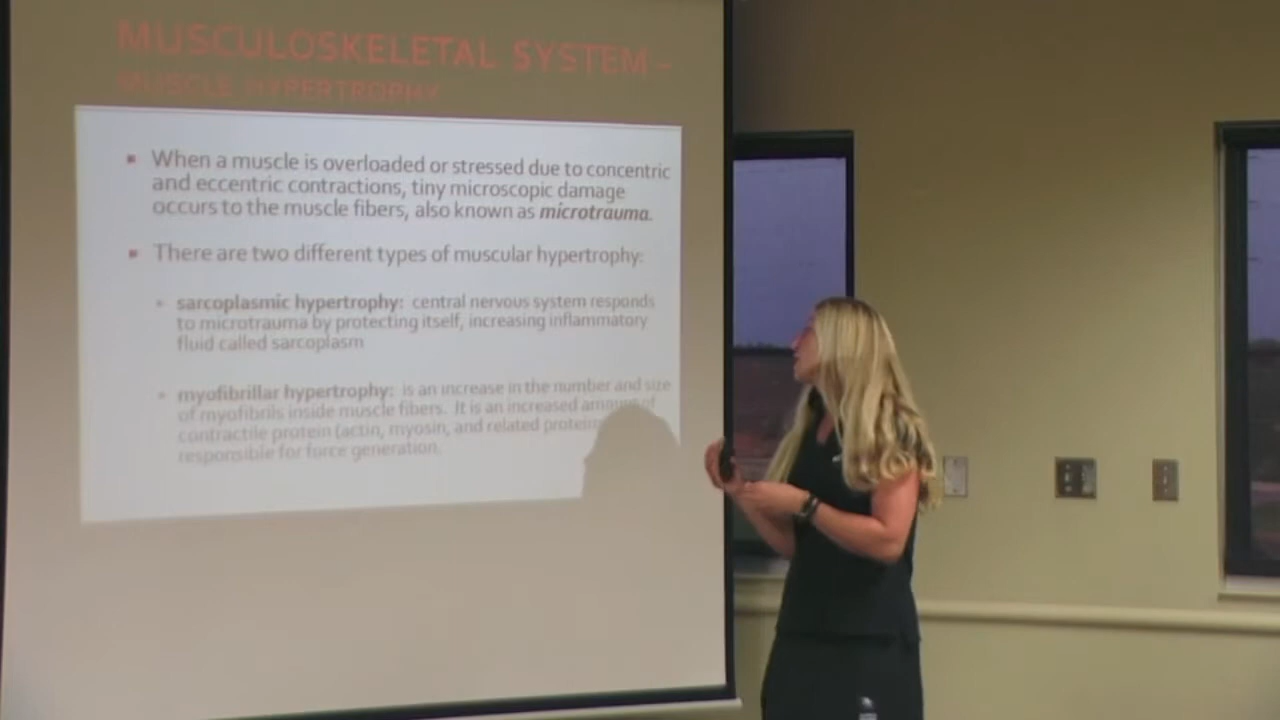 MUSCULOSKELETAL SYSTEM -
MUSCLE HYPERTROPHY
When a muscle is overloaded or stressed due to concentric
and eccentric contractions, tiny microscopic damage
occurs to the muscle fibers, also known as microtrauma.
There are two different types of muscular hypertrophy:
sarcoplasmic hypertrophy: central nervous system responds
to microtrauma by protecting itself, increasing inflammatory
fluid called sarcoplasm
myofibrillar hypertrophy: is an increase in the number and size
of myofibrils inside muscle fibers. It is an increased amount of
contractile protein (actin, myosin, and related proteins
responsible for force generation.